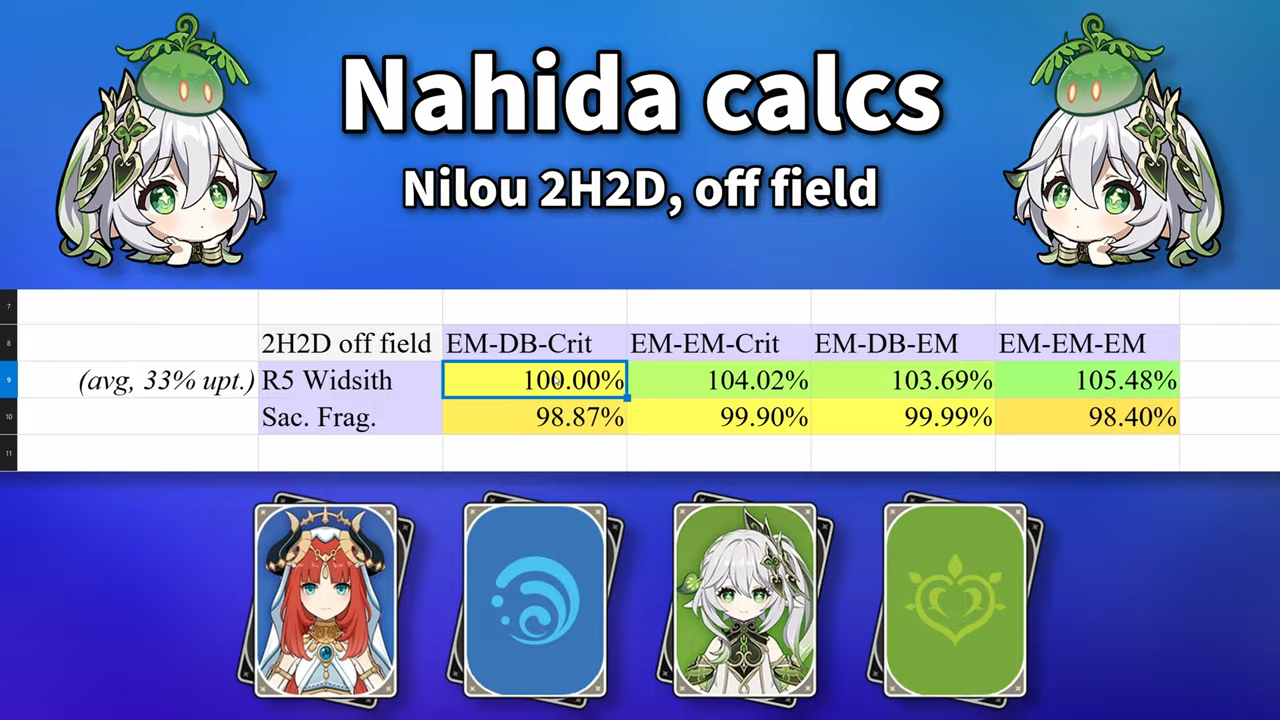 Nahida calcs
Nilou 2H2D, off field
7
8 2H2D off field EM-DB-Crit EM-EM-Crit EM-DB-EM EM-EM-EM
9 (avg, 33% upt.) R5 Widsith 100.00% 104.02% 103.69% 105.48%
10 Sac. Frag. 98.87% 99.90% 99.99% 98.40%
11